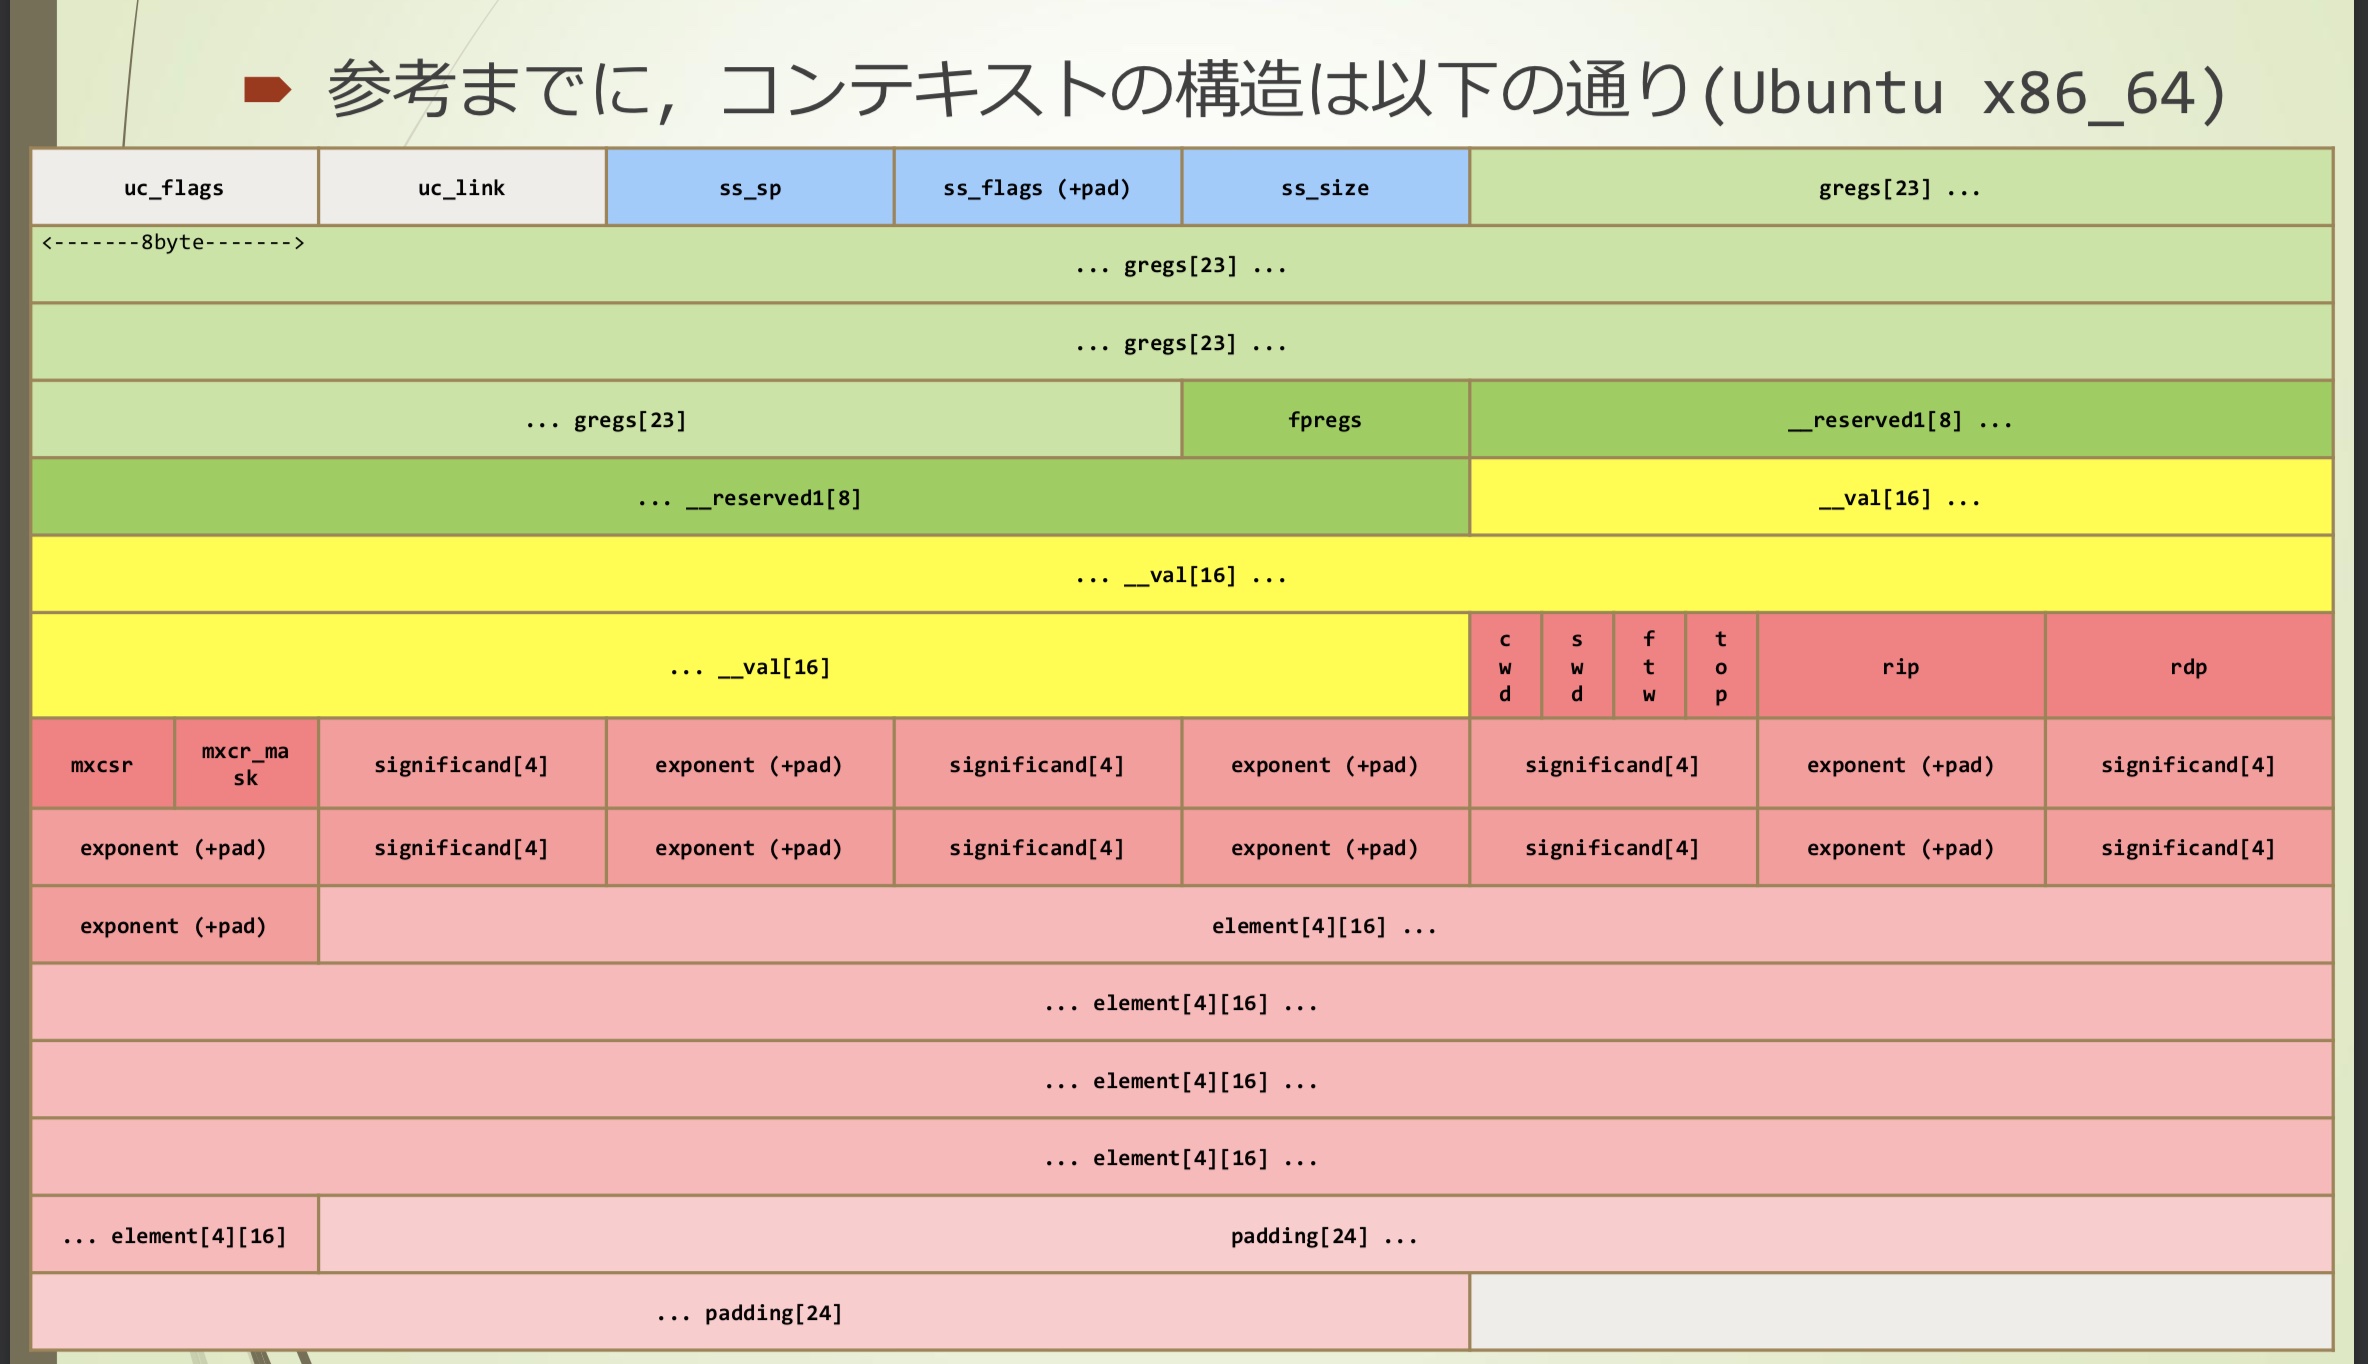 参考までに, コンテキストの構造は以下の通り(Ubuntu x86_64)
uc_flags uc_link ss_sp ss_flags (+pad) ss_size gregs[23] ...
<-------8byte------->
... gregs[23] ...
... gregs[23] ...
... gregs[23] fpregs __reserved1[8] ...
... __reserved1[8] __val[16] ...
... __val[16] ...
... __val[16] cwd swd ftw top rip rdp
mxcsr mxcr_ma
sk significand[4] exponent (+pad) significand[4] exponent (+pad) significand[4] exponent (+pad) significand[4]
exponent (+pad) significand[4] exponent (+pad) significand[4] exponent (+pad) significand[4] exponent (+pad) significand[4]
exponent (+pad) element[4][16] ...
... element[4][16] ...
... element[4][16] ...
... element[4][16] ...
... element[4][16] padding[24] ...
... padding[24]